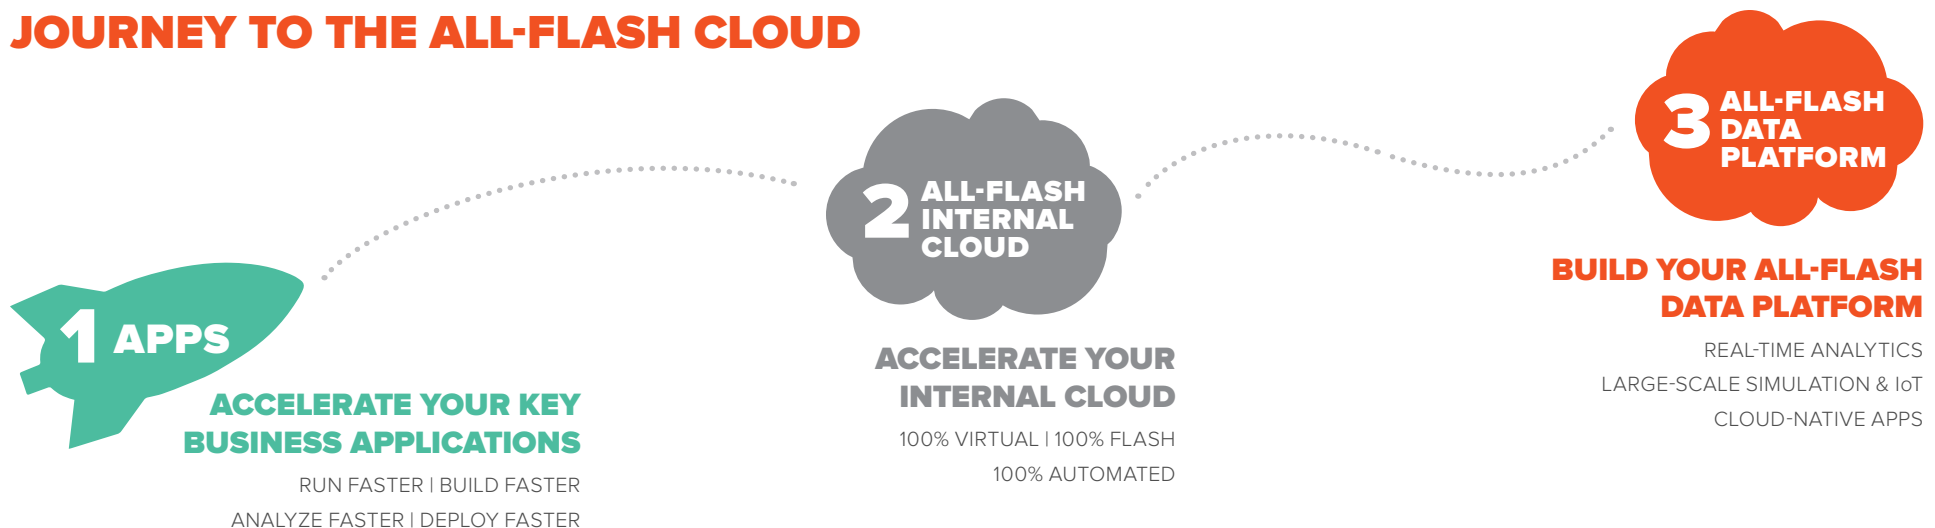 JOURNEY TO THE ALL-FLASH CLOUD
1 APPS
ACCELERATE YOUR KEY
BUSINESS APPLICATIONS
RUN FASTER | BUILD FASTER
ANALYZE FASTER | DEPLOY FASTER
2 ALL-FLASH
INTERNAL
CLOUD
ACCELERATE YOUR
INTERNAL CLOUD
100% VIRTUAL | 100% FLASH
100% AUTOMATED
3 ALL-FLASH
DATA
PLATFORM
BUILD YOUR ALL-FLASH
DATA PLATFORM
REAL-TIME ANALYTICS
LARGE-SCALE SIMULATION & IoT
CLOUD-NATIVE APPS